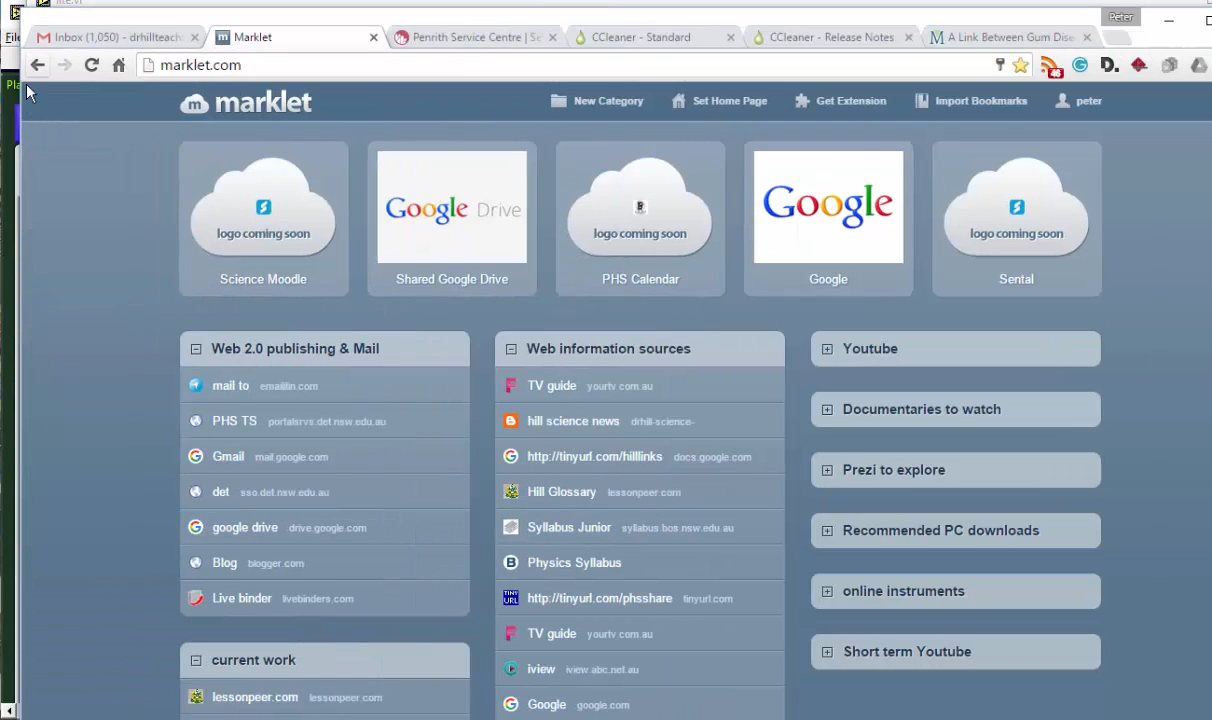 Peter
Inbox (1,050) - drhillteach
Marklet
Penrith Service Centre | Se
CCleaner - Standard
CCleaner - Release Notes
A Link Between Gum Dise
File
marklet.com
46
D.
Pla
marklet
New Category
Set Home Page
Get Extension
Import Bookmarks
peter
logo coming soon
Science Moodle
Google Drive
Shared Google Drive
logo coming soon
PHS Calendar
Google
Google
logo coming soon
Sental
Web 2.0 publishing & Mail
mail to emailitin.com
PHS TS portalsrvs.det.nsw.edu.au
Gmail mail.google.com
det sso.det.nsw.edu.au
google drive drive.google.com
Blog blogger.com
Live binder livebinders.com
current work
lessonpeer.com lessonpeer.com
Web information sources
TV guide yourtv.com.au
hill science news drhill-science-
http://tinyurl.com/hilllinks docs.google.com
Hill Glossary lessonpeer.com
Syllabus Junior syllabus.bos.nsw.edu.au
Physics Syllabus
TINY URL http://tinyurl.com/phsshare tinyurl.com
TV guide yourtv.com.au
iview iview.abc.net.au
Google google.com
Youtube
Documentaries to watch
Prezi to explore
Recommended PC downloads
online instruments
Short term Youtube